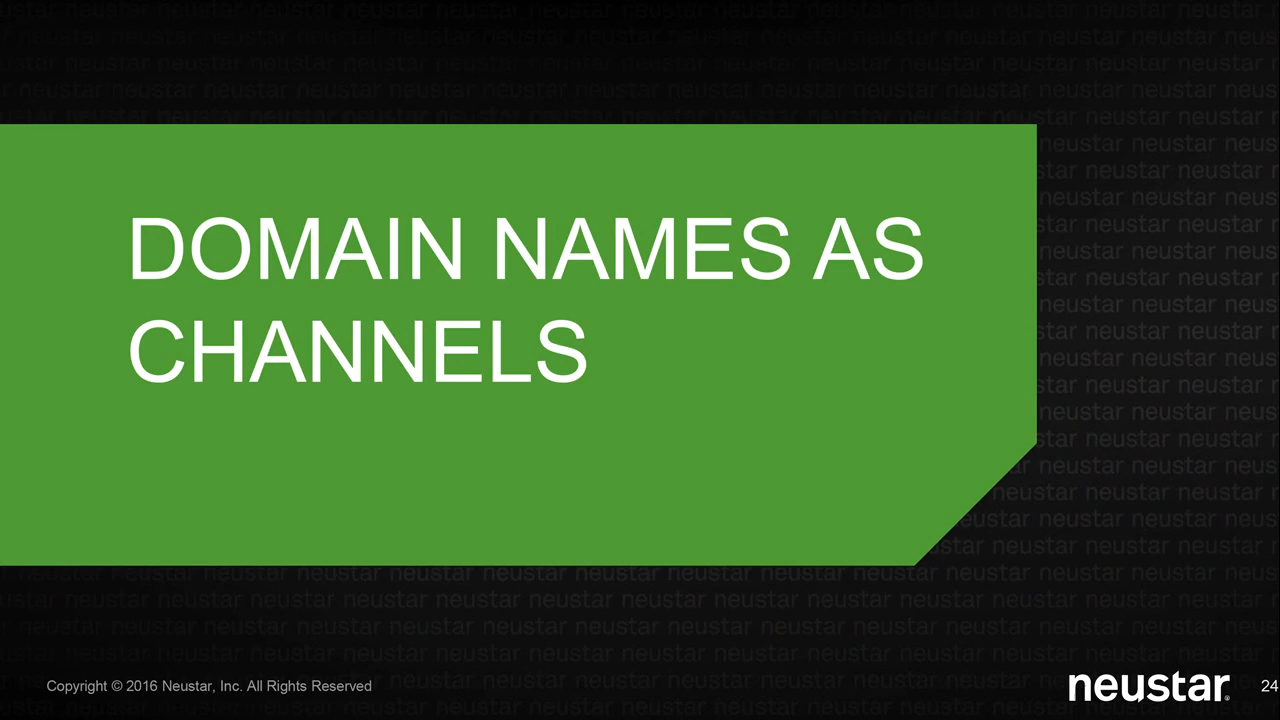 DOMAIN NAMES AS
CHANNELS
Copyright © 2016 Neustar, Inc. All Rights Reserved
neustar®
24